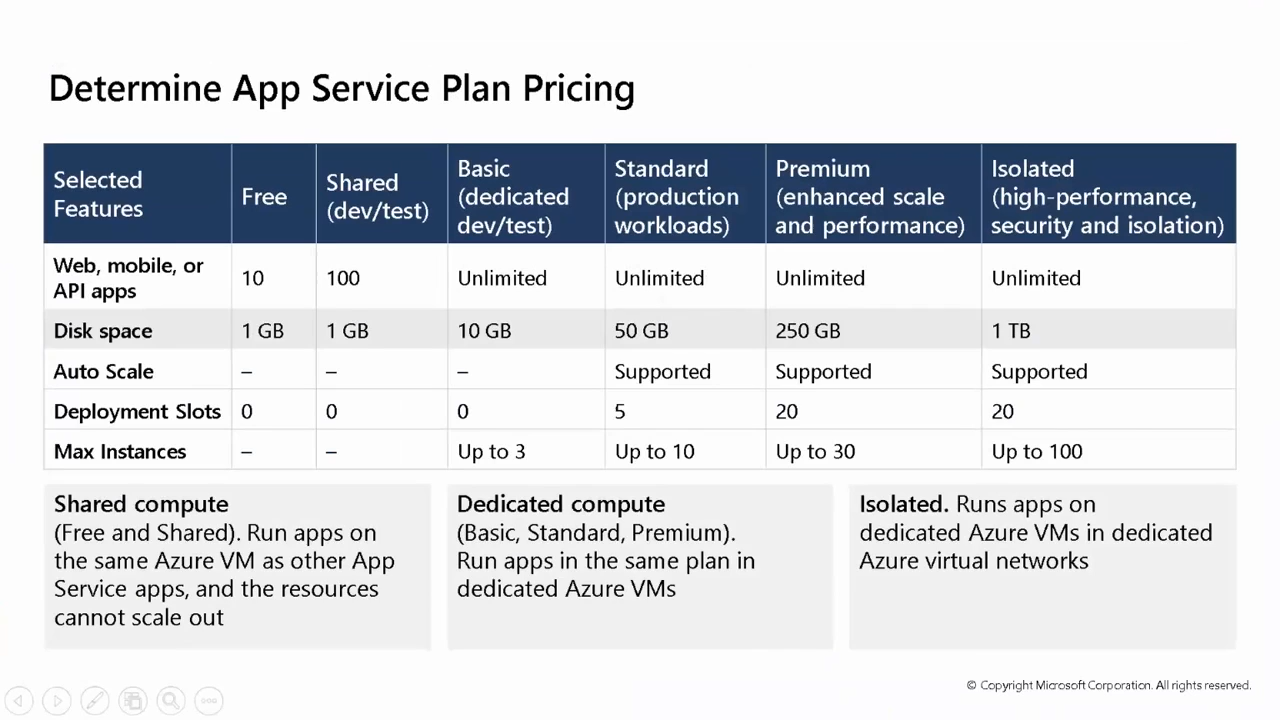 Determine App Service Plan Pricing
Selected
Features
Free
Shared
(dev/test)
Basic
(dedicated
dev/test)
Standard
(production
workloads)
Premium
(enhanced scale
and performance)
Isolated
(high-performance,
security and isolation)
Web, mobile, or
API apps
10
100
Unlimited
Unlimited
Unlimited
Unlimited
Disk space
1 GB
1 GB
10 GB
50 GB
250 GB
1 TB
Auto Scale
–
–
–
Supported
Supported
Supported
Deployment Slots
0
0
0
5
20
20
Max Instances
–
–
Up to 3
Up to 10
Up to 30
Up to 100
Shared compute
(Free and Shared). Run apps on
the same Azure VM as other App
Service apps, and the resources
cannot scale out
Dedicated compute
(Basic, Standard, Premium).
Run apps in the same plan in
dedicated Azure VMs
Isolated. Runs apps on
dedicated Azure VMs in dedicated
Azure virtual networks
© Copyright Microsoft Corporation. All rights reserved.